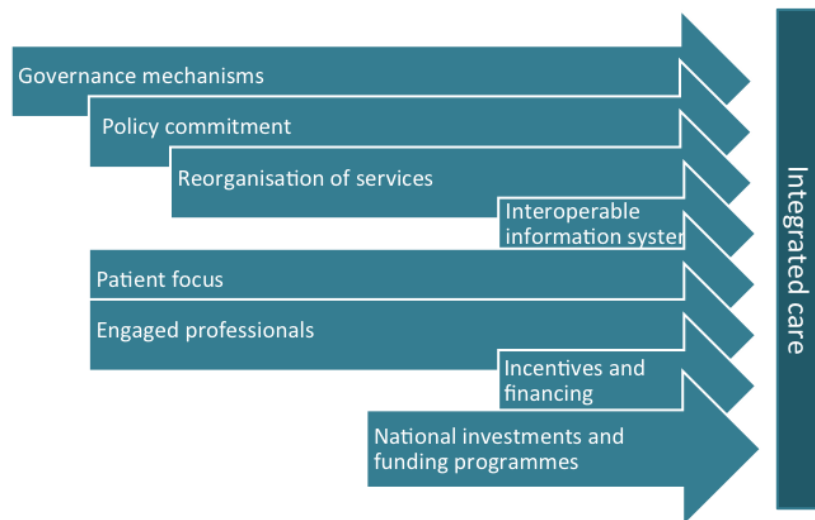 Governance mechanisms
Policy commitment
Reorganisation of services
Interoperable
information system
Patient focus
Engaged professionals
Incentives and
financing
National investments and
funding programmes
Integrated care